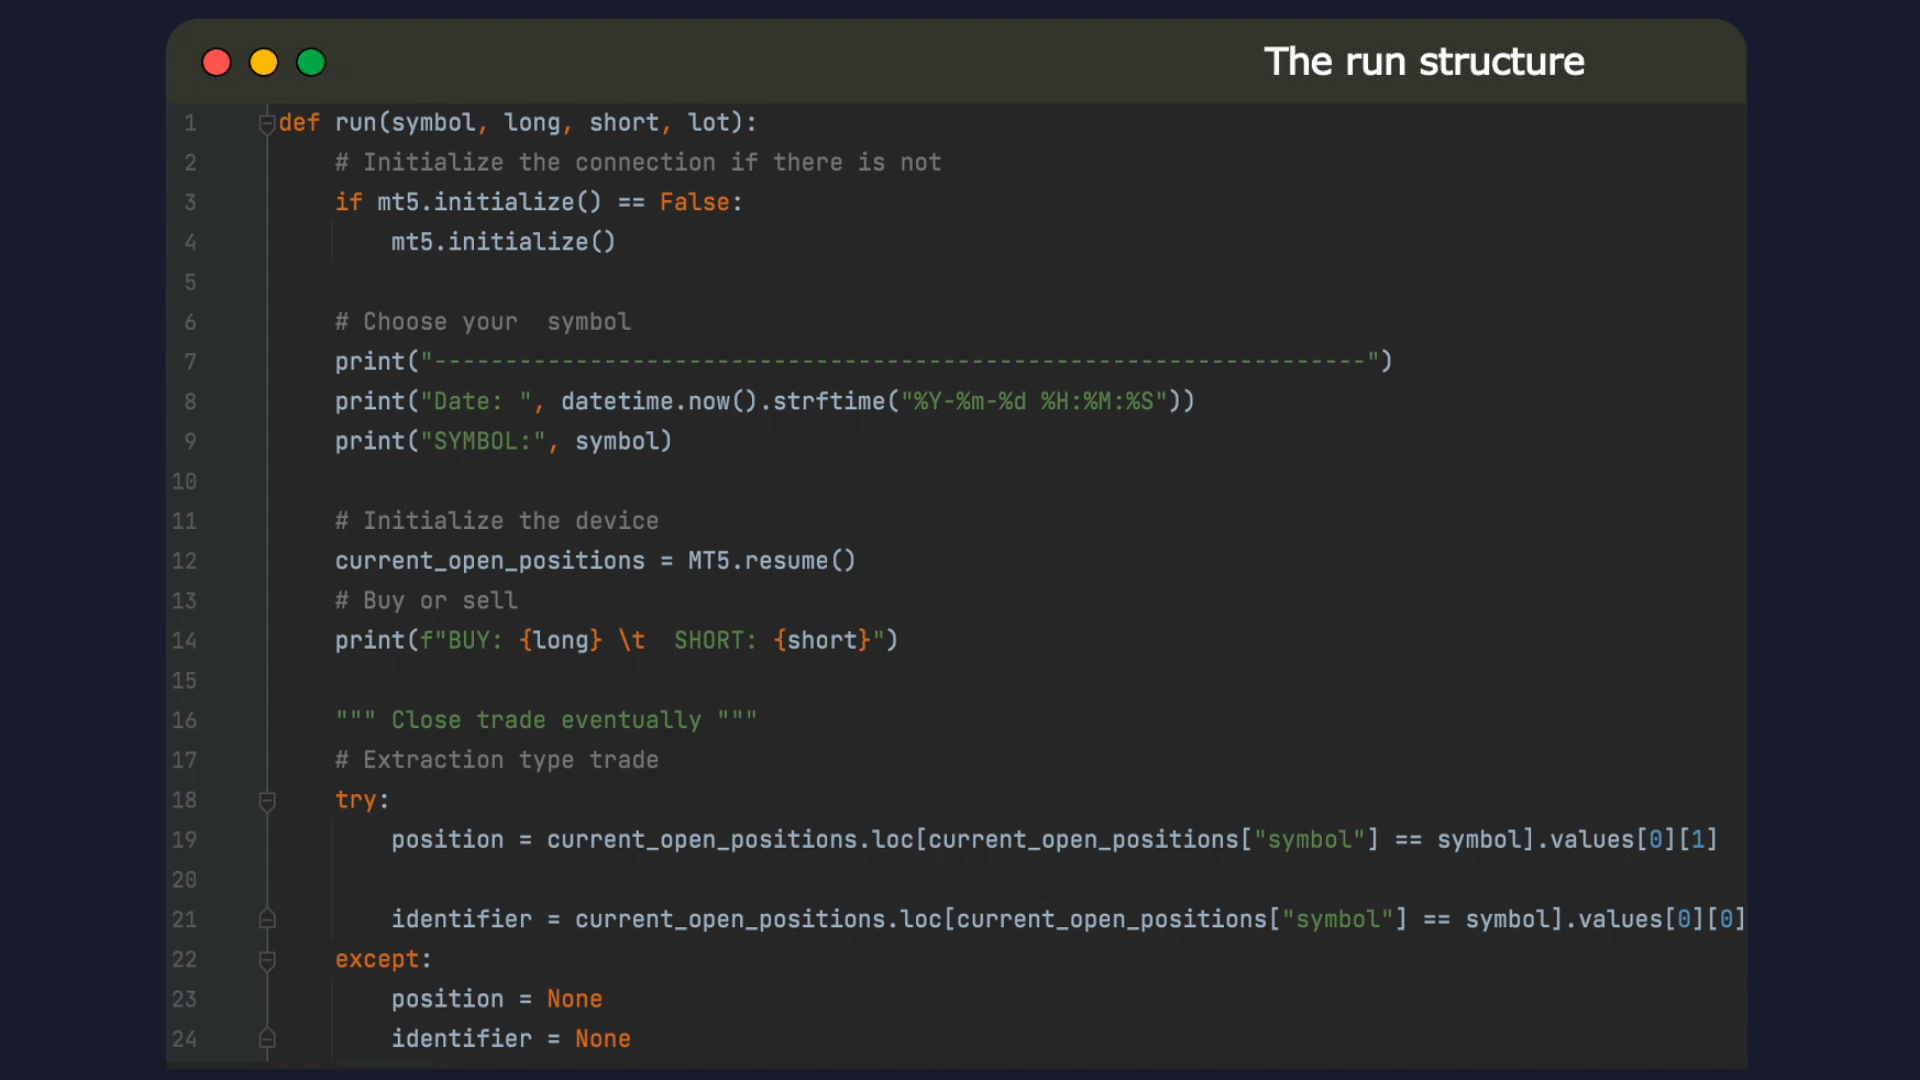 The run structure
1 def run(symbol, long, short, lot):
2 # Initialize the connection if there is not
3 if mt5.initialize() == False:
4 mt5.initialize()
5
6 # Choose your  symbol
7 print("------------------------------------------------------------------")
8 print("Date: ", datetime.now().strftime("%Y-%m-%d %H:%M:%S"))
9 print("SYMBOL:", symbol)
10
11 # Initialize the device
12 current_open_positions = MT5.resume()
13 # Buy or sell
14 print(f"BUY: {long} \t  SHORT: {short}")
15
16 """ Close trade eventually """
17 # Extraction type trade
18 try:
19 position = current_open_positions.loc[current_open_positions["symbol"] == symbol].values[0][1]
20
21 identifier = current_open_positions.loc[current_open_positions["symbol"] == symbol].values[0][0]
22 except:
23 position = None
24 identifier = None